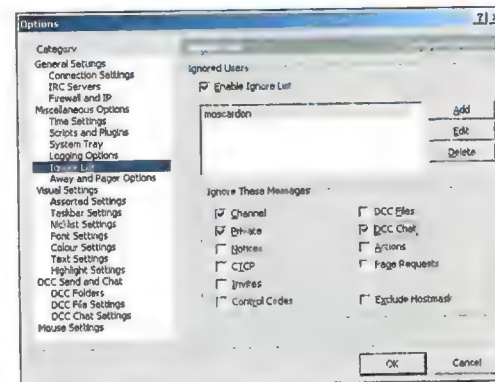 Options
Category
General Settings
Connection Settings
IRC Servers
Firewall and IP
Miscellaneous Options
Time Settings
Scripts and Plugins
System Tray
Logging Options
Ignore List
Away and Pager Options
Visual Settings
Assorted Settings
Taskbar Settings
Nicklist Settings
Font Settings
Colour Settings
Text Settings
Highlight Settings
DCC Send and Chat
DCC Folders
DCC File Settings
DCC Chat Settings
Mouse Settings
Ignored Users
Enable Ignore List
moscardon
Add
Edit
Delete
Ignore These Messages
Channel
Private
Notices
CTCP
Invites
Control Codes
DCC Files
DCC Chat
Actions
Page Requests
Exclude Hostmask
OK
Cancel